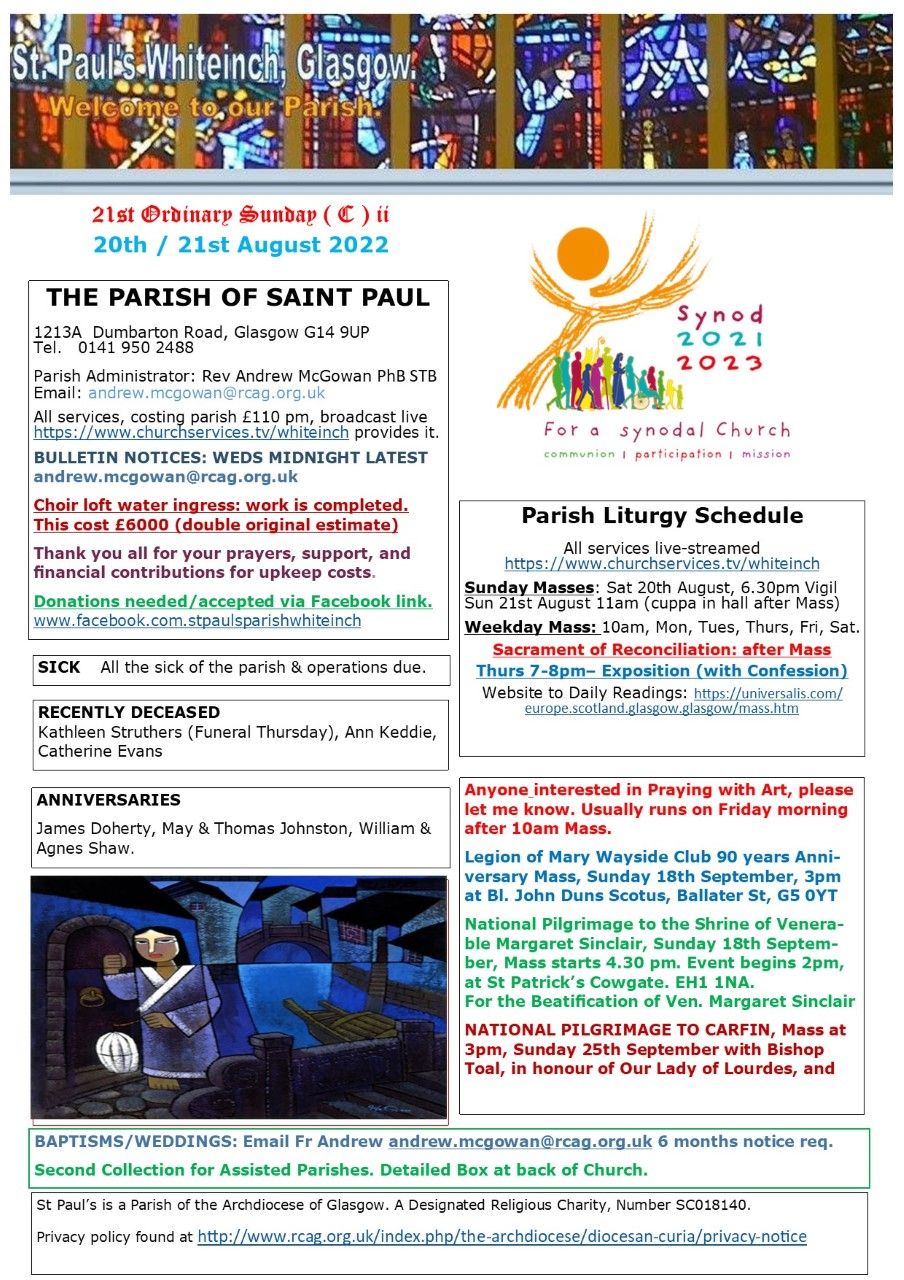 St. Paul's Whiteinch, Glasgow.
Welcome to our Parish.
21st Ordinary Sunday ( C ) ii
20th / 21st August 2022
THE PARISH OF SAINT PAUL
1213A Dumbarton Road, Glasgow G14 9UP
Tel. 0141 950 2488
Parish Administrator: Rev Andrew McGowan PhB STB
Email: andrew.mcgowan@rcag.org.uk
All services, costing parish £110 pm, broadcast live
https://www.churchservices.tv/whiteinch provides it.
BULLETIN NOTICES: WEDS MIDNIGHT LATEST
andrew.mcgowan@rcag.org.uk
Choir loft water ingress: work is completed.
This cost £6000 (double original estimate)
Thank you all for your prayers, support, and
financial contributions for upkeep costs.
Donations needed/accepted via Facebook link.
www.facebook.com.stpaulsparishwhiteinch
SICK All the sick of the parish & operations due.
RECENTLY DECEASED
Kathleen Struthers (Funeral Thursday), Ann Keddie,
Catherine Evans
ANNIVERSARIES
James Doherty, May & Thomas Johnston, William &
Agnes Shaw.
Synod
2021
2023
For a synodal Church
communion | participation | mission
Parish Liturgy Schedule
All services live-streamed
https://www.churchservices.tv/whiteinch
Sunday Masses: Sat 20th August, 6.30pm Vigil
Sun 21st August 11am (cuppa in hall after Mass)
Weekday Mass: 10am, Mon, Tues, Thurs, Fri, Sat.
Sacrament of Reconciliation: after Mass
Thurs 7-8pm– Exposition (with Confession)
Website to Daily Readings: https://universalis.com/
europe.scotland.glasgow.glasgow/mass.htm
Anyone interested in Praying with Art, please
let me know. Usually runs on Friday morning
after 10am Mass.
Legion of Mary Wayside Club 90 years Anni-
versary Mass, Sunday 18th September, 3pm
at Bl. John Duns Scotus, Ballater St, G5 0YT
National Pilgrimage to the Shrine of Venera-
ble Margaret Sinclair, Sunday 18th Septem-
ber, Mass starts 4.30 pm. Event begins 2pm,
at St Patrick's Cowgate. EH1 1NA.
For the Beatification of Ven. Margaret Sinclair
NATIONAL PILGRIMAGE TO CARFIN, Mass at
3pm, Sunday 25th September with Bishop
Toal, in honour of Our Lady of Lourdes, and
BAPTISMS/WEDDINGS: Email Fr Andrew andrew.mcgowan@rcag.org.uk 6 months notice req.
Second Collection for Assisted Parishes. Detailed Box at back of Church.
St Paul's is a Parish of the Archdiocese of Glasgow. A Designated Religious Charity, Number SC018140.
Privacy policy found at http://www.rcag.org.uk/index.php/the-archdiocese/diocesan-curia/privacy-notice